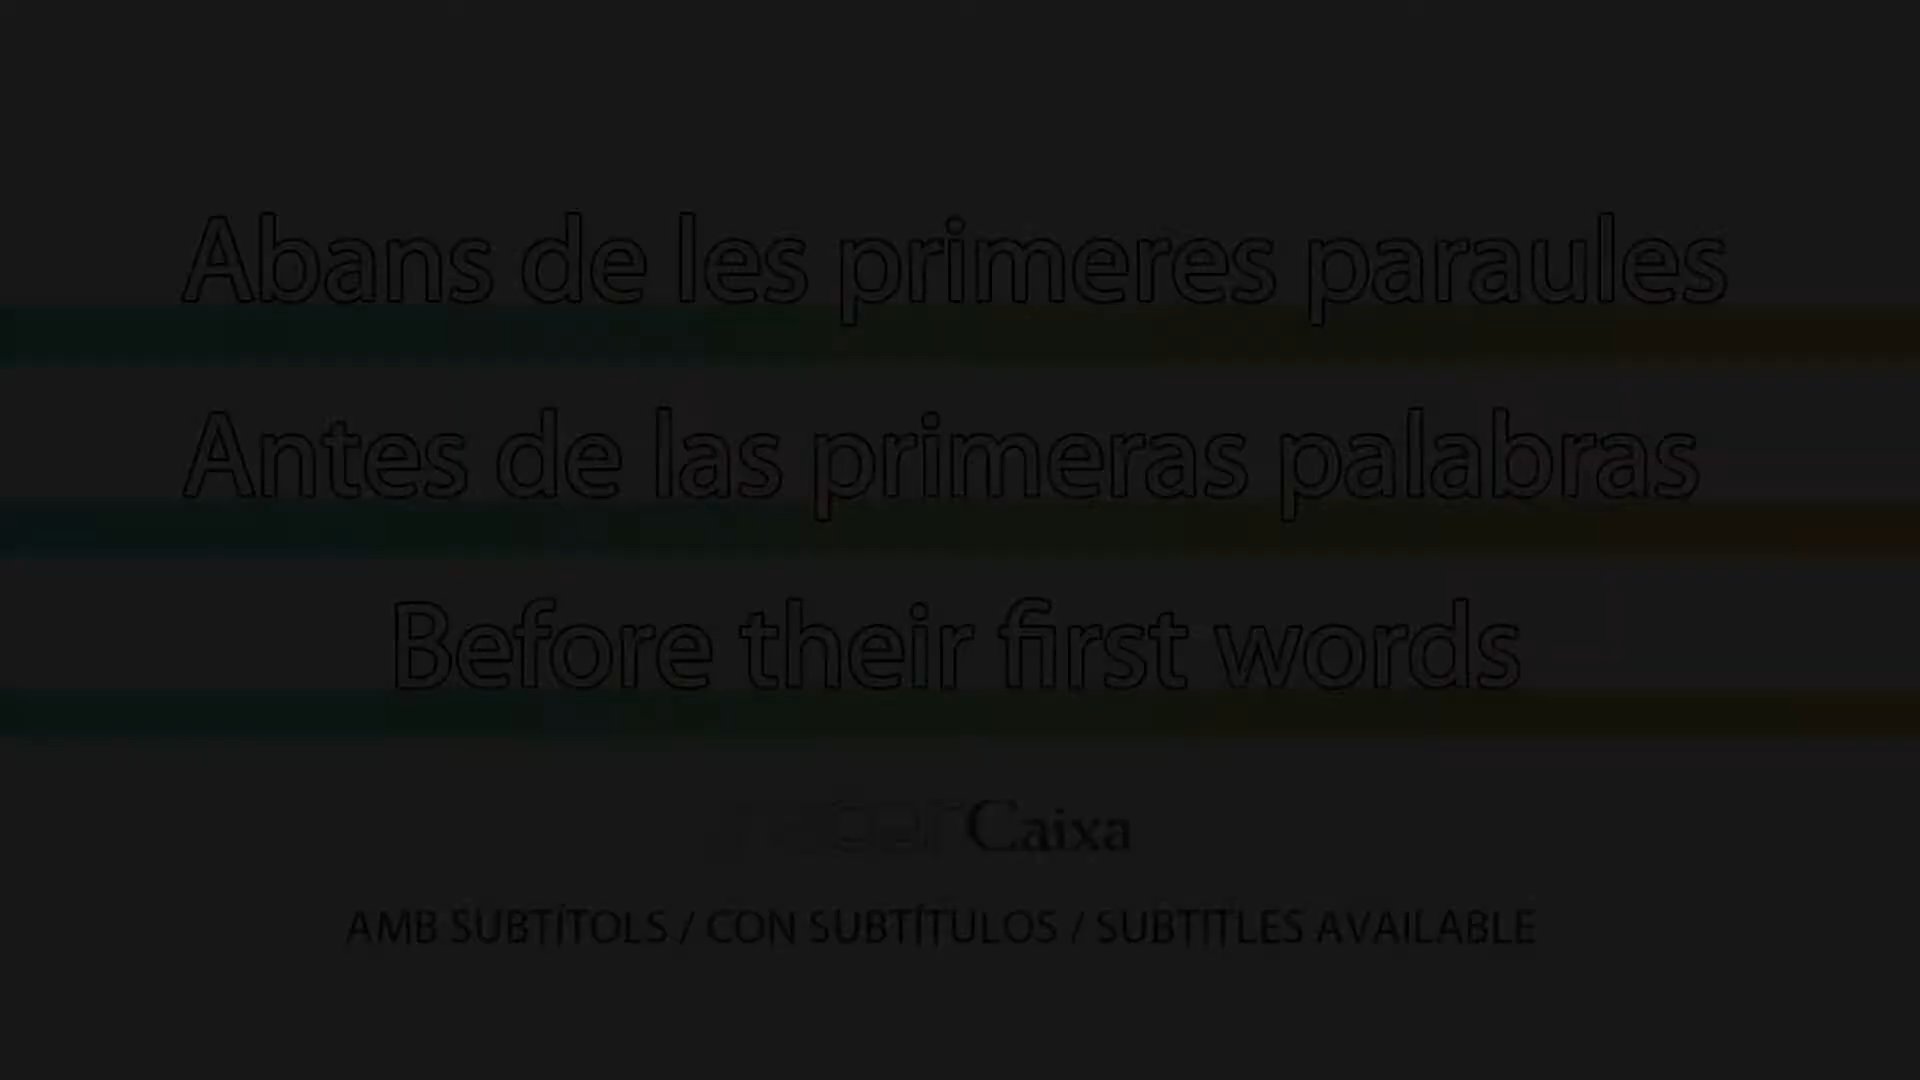 Abans de les primeres paraules
Antes de las primeras palabras
Before their first words
Caixa
AMB SUBTÍTOLS / CON SUBTÍTULOS / SUBTITLES AVAILABLE